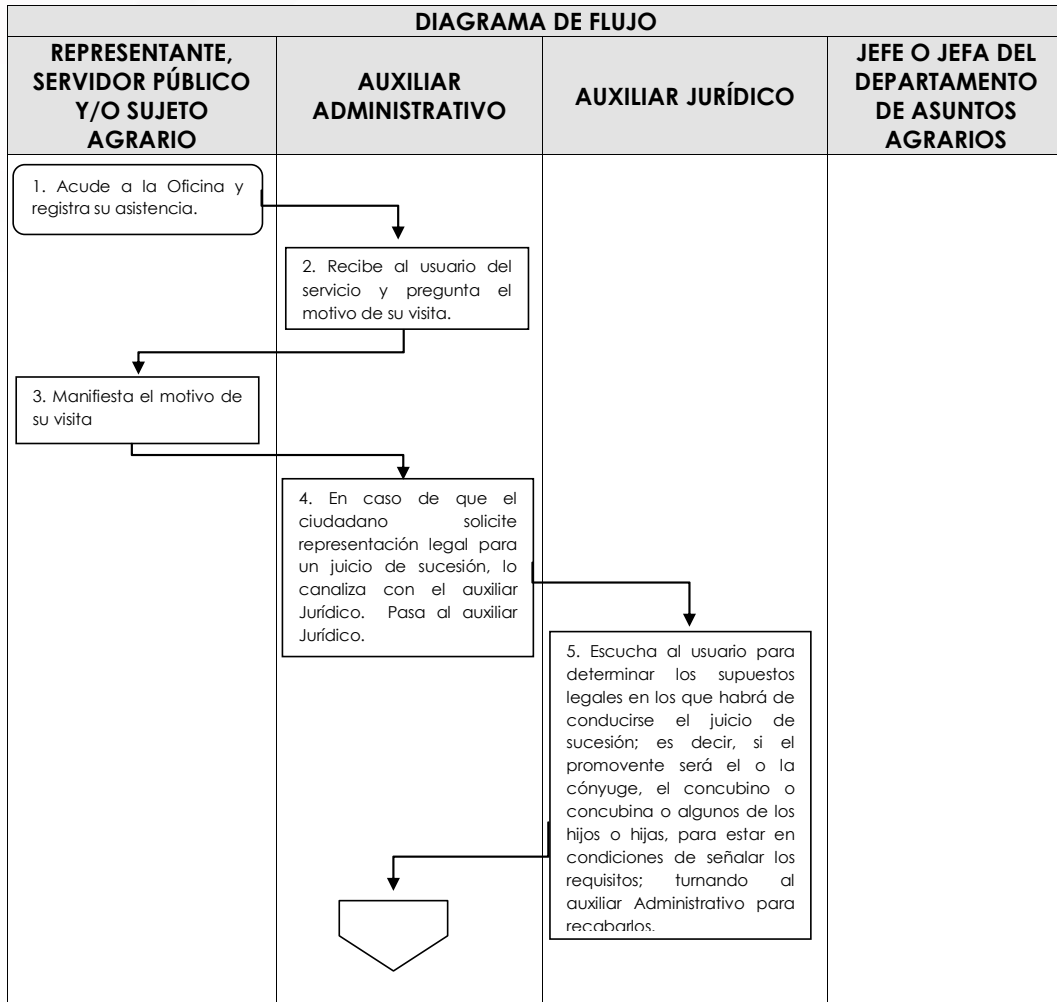 DIAGRAMA DE FLUJO
REPRESENTANTE,
SERVIDOR PÚBLICO
Y/O SUJETO
AGRARIO
AUXILIAR
ADMINISTRATIVO
AUXILIAR JURÍDICO
JEFE O JEFA DEL
DEPARTAMENTO
DE ASUNTOS
AGRARIOS
1. Acude a la Oficina y
registra su asistencia.
2. Recibe al usuario del
servicio y pregunta el
motivo de su visita.
3. Manifiesta el motivo de
su visita
4. En caso de que el
ciudadano solicite
representación legal para
un juicio de sucesión, lo
canaliza con el auxiliar
Jurídico. Pasa al auxiliar
Jurídico.
5. Escucha al usuario para
determinar los supuestos
legales en los que habrá de
conducirse el juicio de
sucesión; es decir, si el
promovente será el o la
cónyuge, el concubino o
concubina o algunos de los
hijos o hijas, para estar en
condiciones de señalar los
requisitos; turnando al
auxiliar Administrativo para
recabarlos.